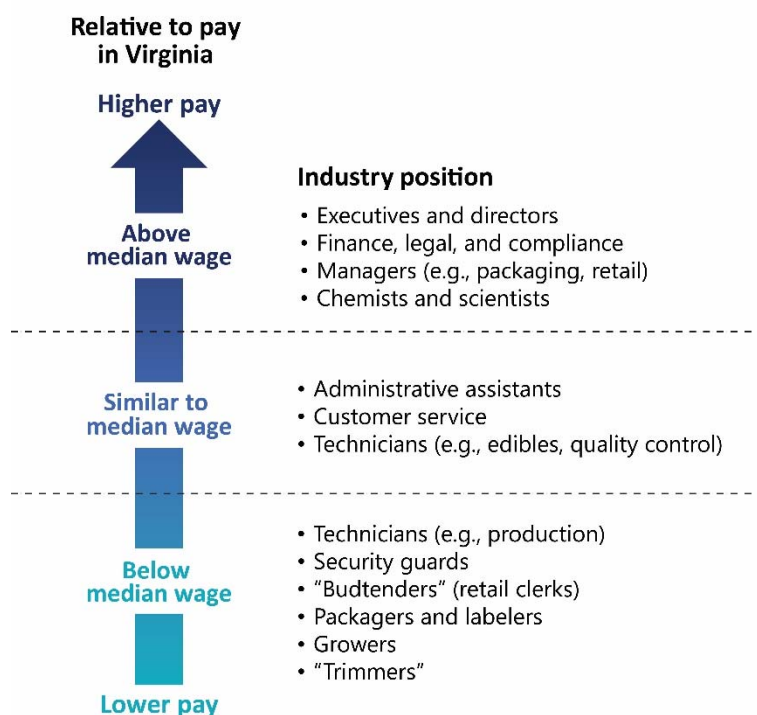 Relative to pay
in Virginia
Higher pay
Industry position
• Executives and directors
• Finance, legal, and compliance
• Managers (e.g., packaging, retail)
• Chemists and scientists
Above
median wage
• Administrative assistants
• Customer service
• Technicians (e.g., edibles, quality control)
Similar to
median wage
• Technicians (e.g., production)
• Security guards
• “Budtenders” (retail clerks)
• Packagers and labelers
• Growers
• “Trimmers”
Below
median wage
Lower pay